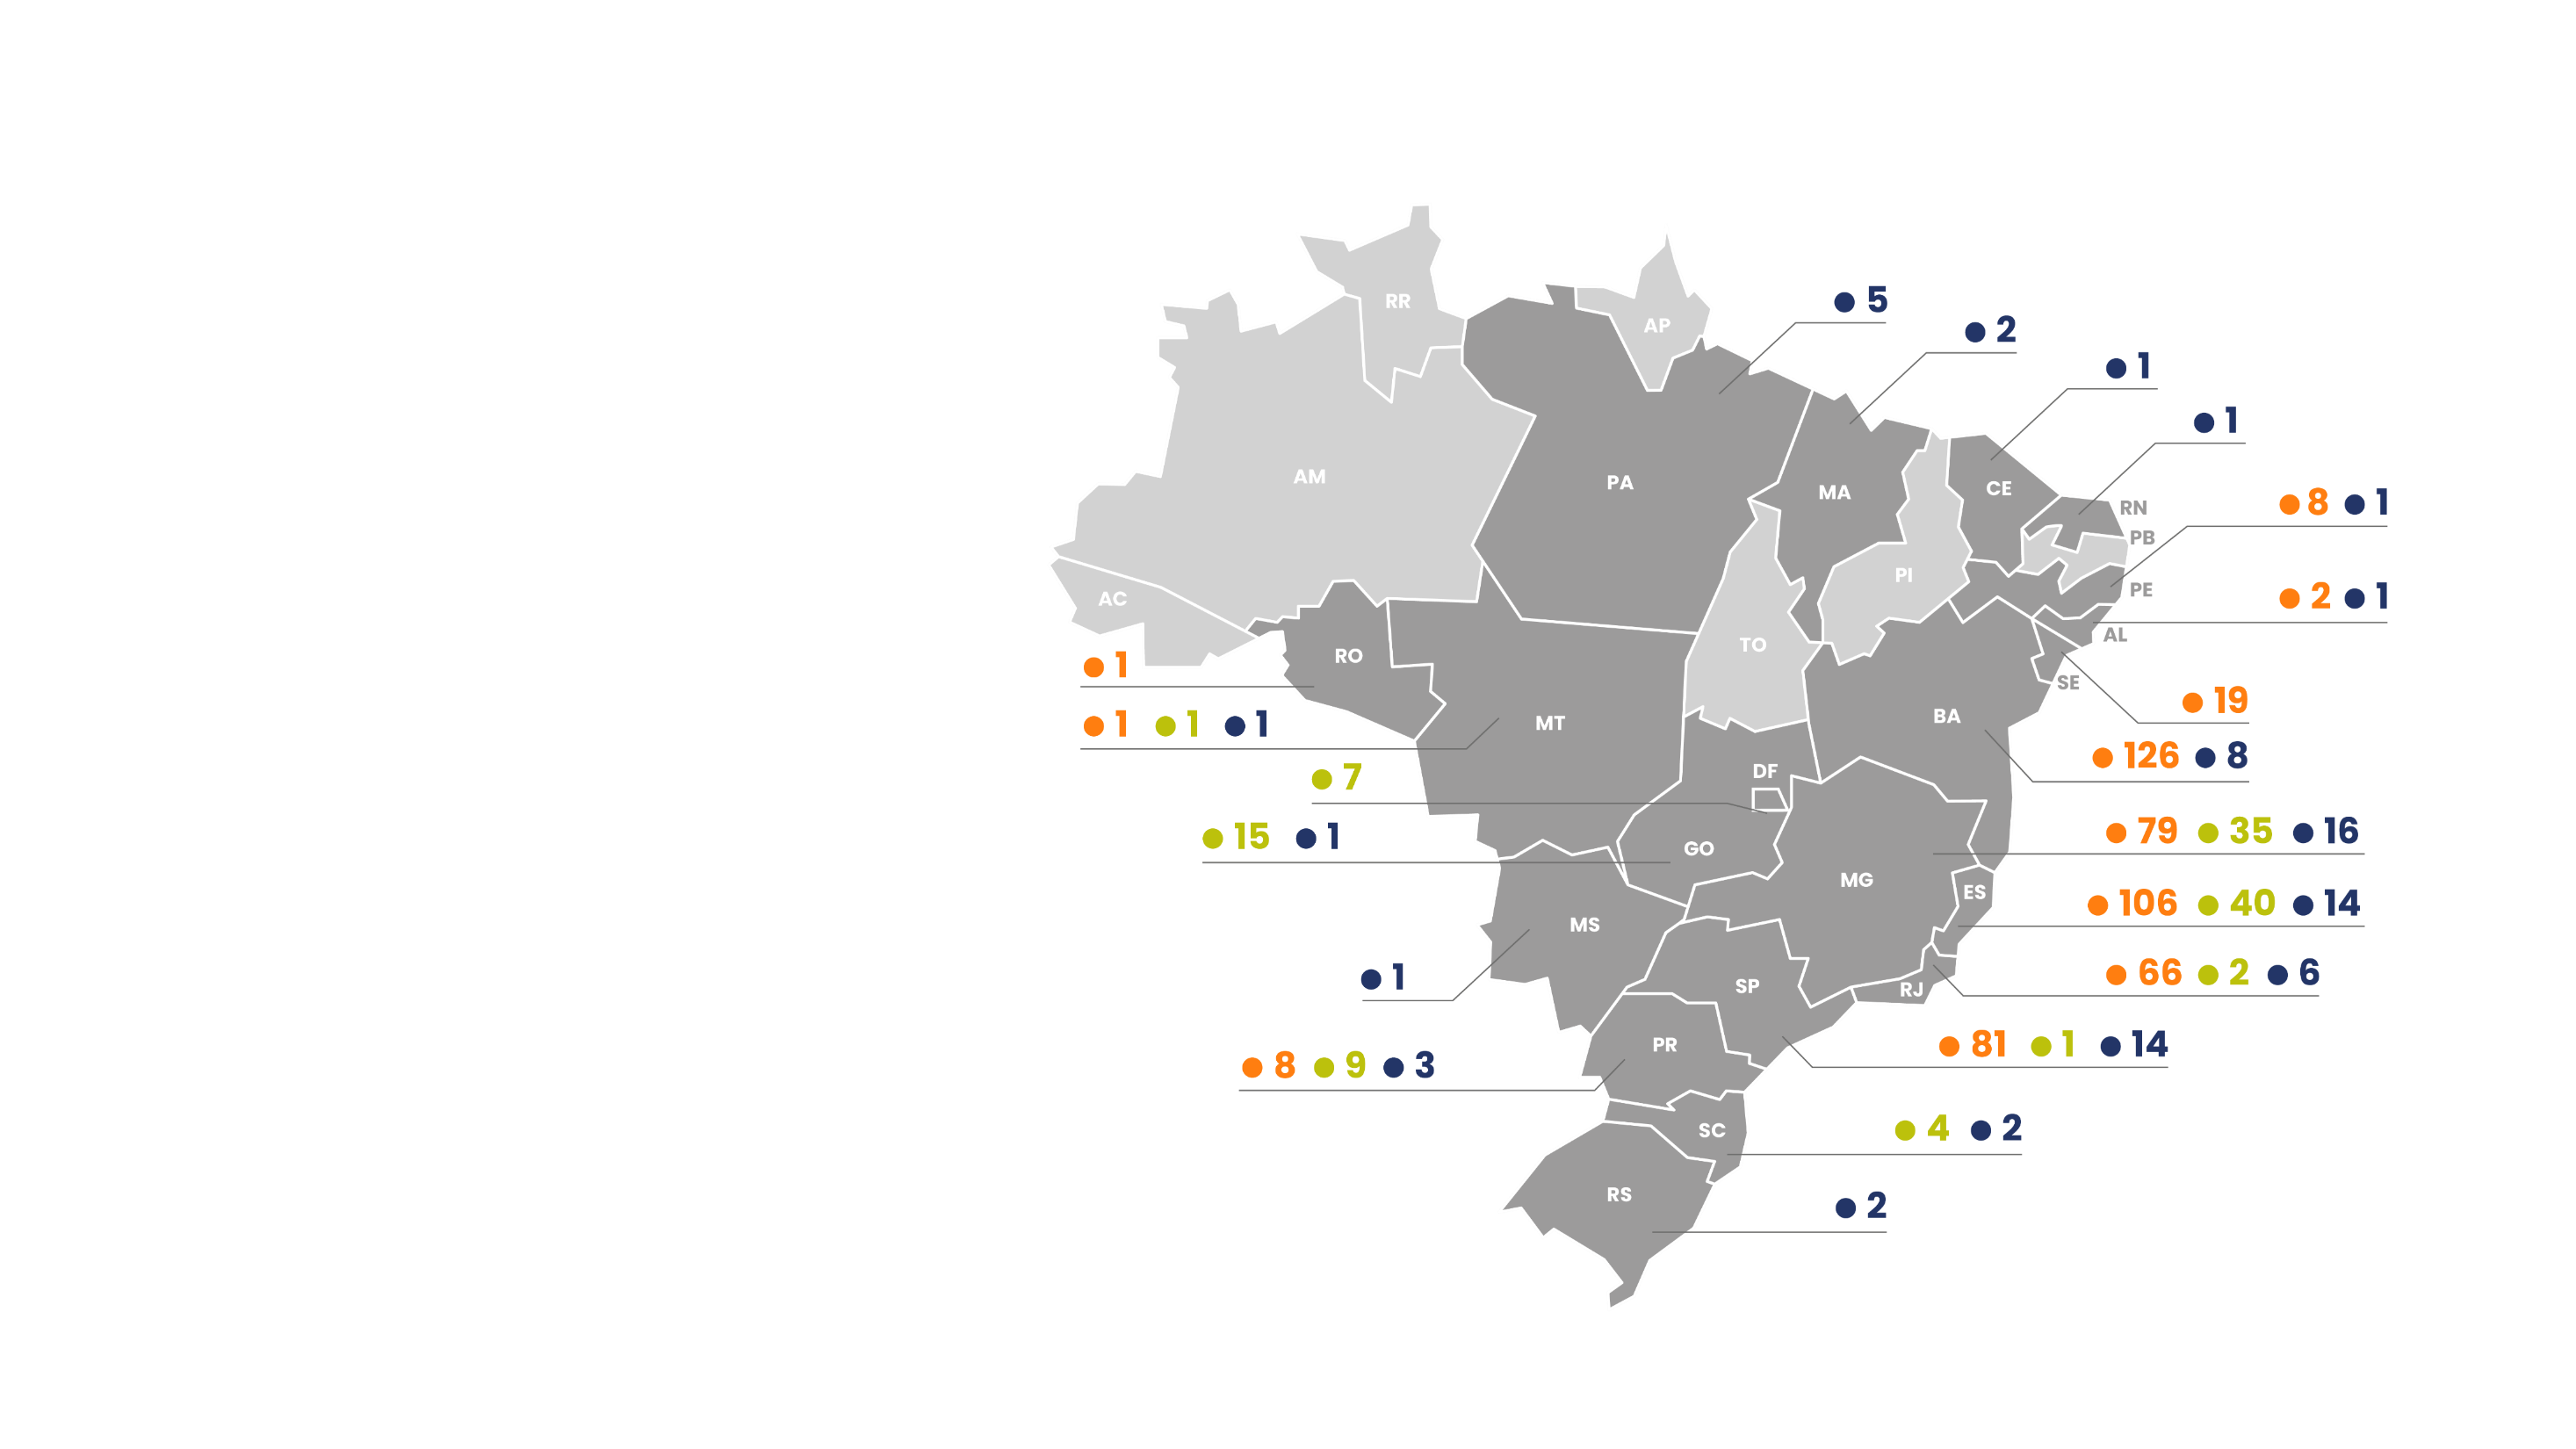 RR
5
AP
2
1
1
AM
PA
MA
CE
8 1
RN
PB
PI
PE
2 1
AC
AL
TO
RO
1
SE
19
BA
MT
1 1 1
126 8
DF
7
15 1
79 35 16
GO
MG
ES
106 40 14
MS
1
66 2 6
SP
RJ
PR
81 1 14
8 9 3
SC
4 2
RS
2